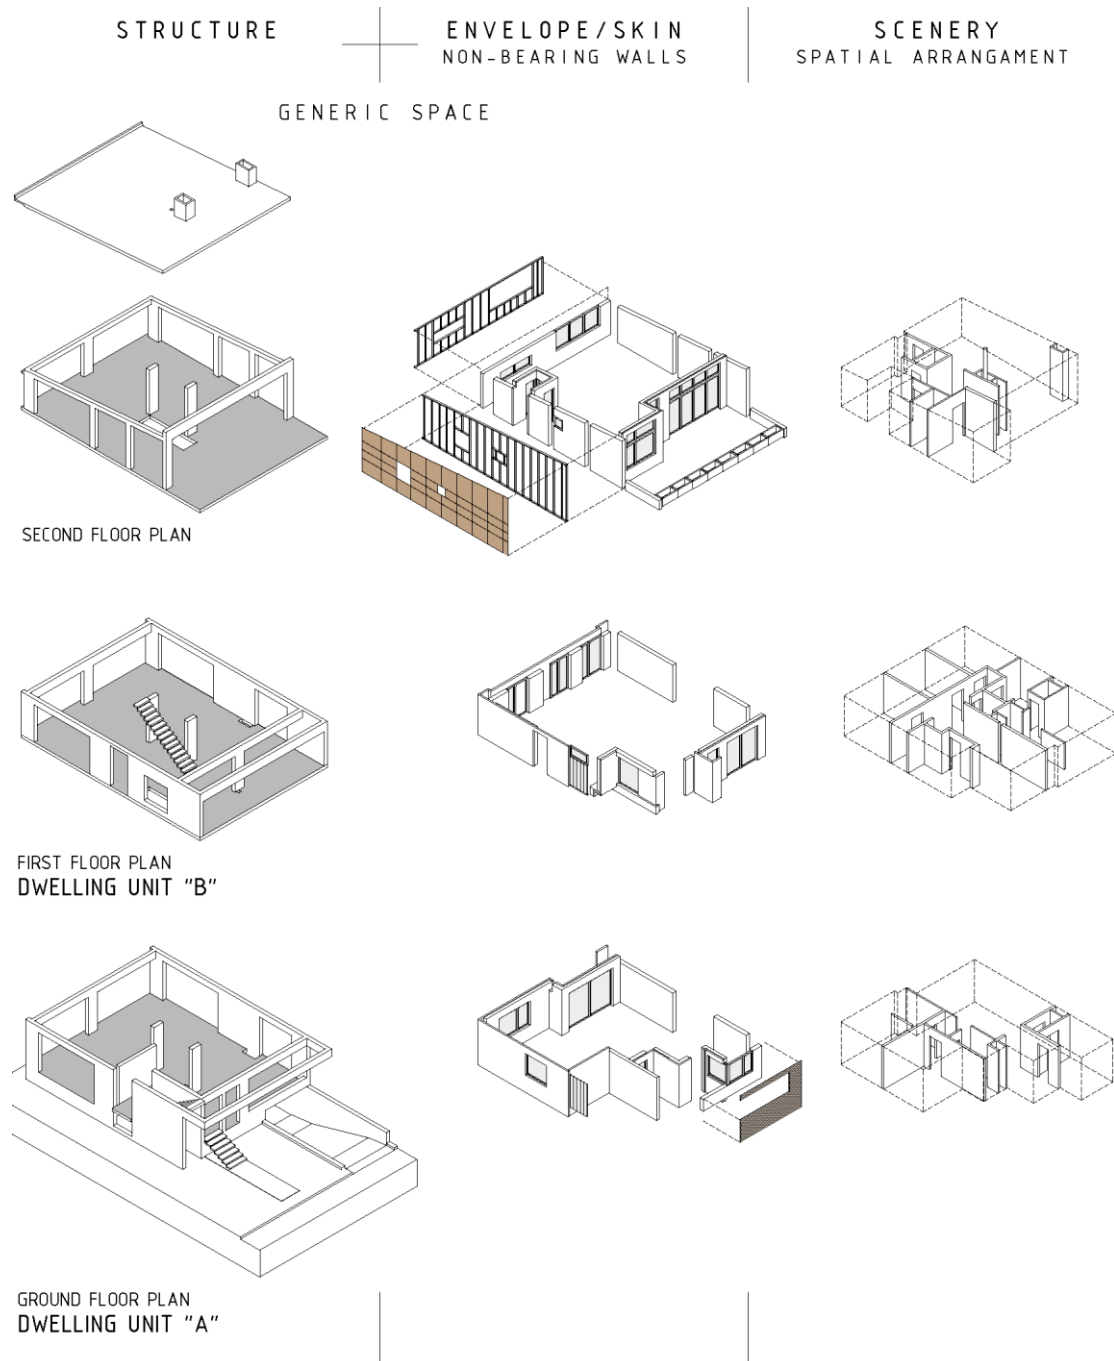 STRUCTURE
ENVELOPE/SKIN
NON-BEARING WALLS
SCENERY
SPATIAL ARRANGAMENT
GENERIC SPACE
SECOND FLOOR PLAN
FIRST FLOOR PLAN
DWELLING UNIT "B"
GROUND FLOOR PLAN
DWELLING UNIT "A"